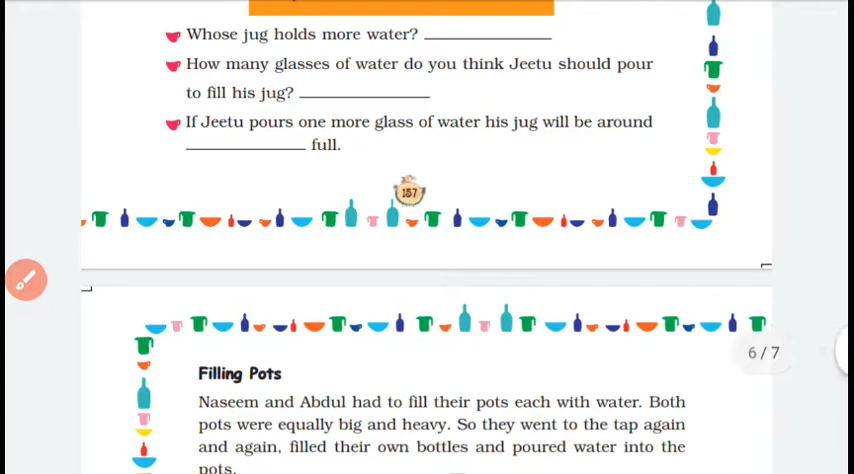 Whose jug holds more water? ____________
How many glasses of water do you think Jeetu should pour
to fill his jug? ____________
If Jeetu pours one more glass of water his jug will be around
____________ full.
157
6 / 7
Filling Pots
Naseem and Abdul had to fill their pots each with water. Both
pots were equally big and heavy. So they went to the tap again
and again, filled their own bottles and poured water into the
pots.